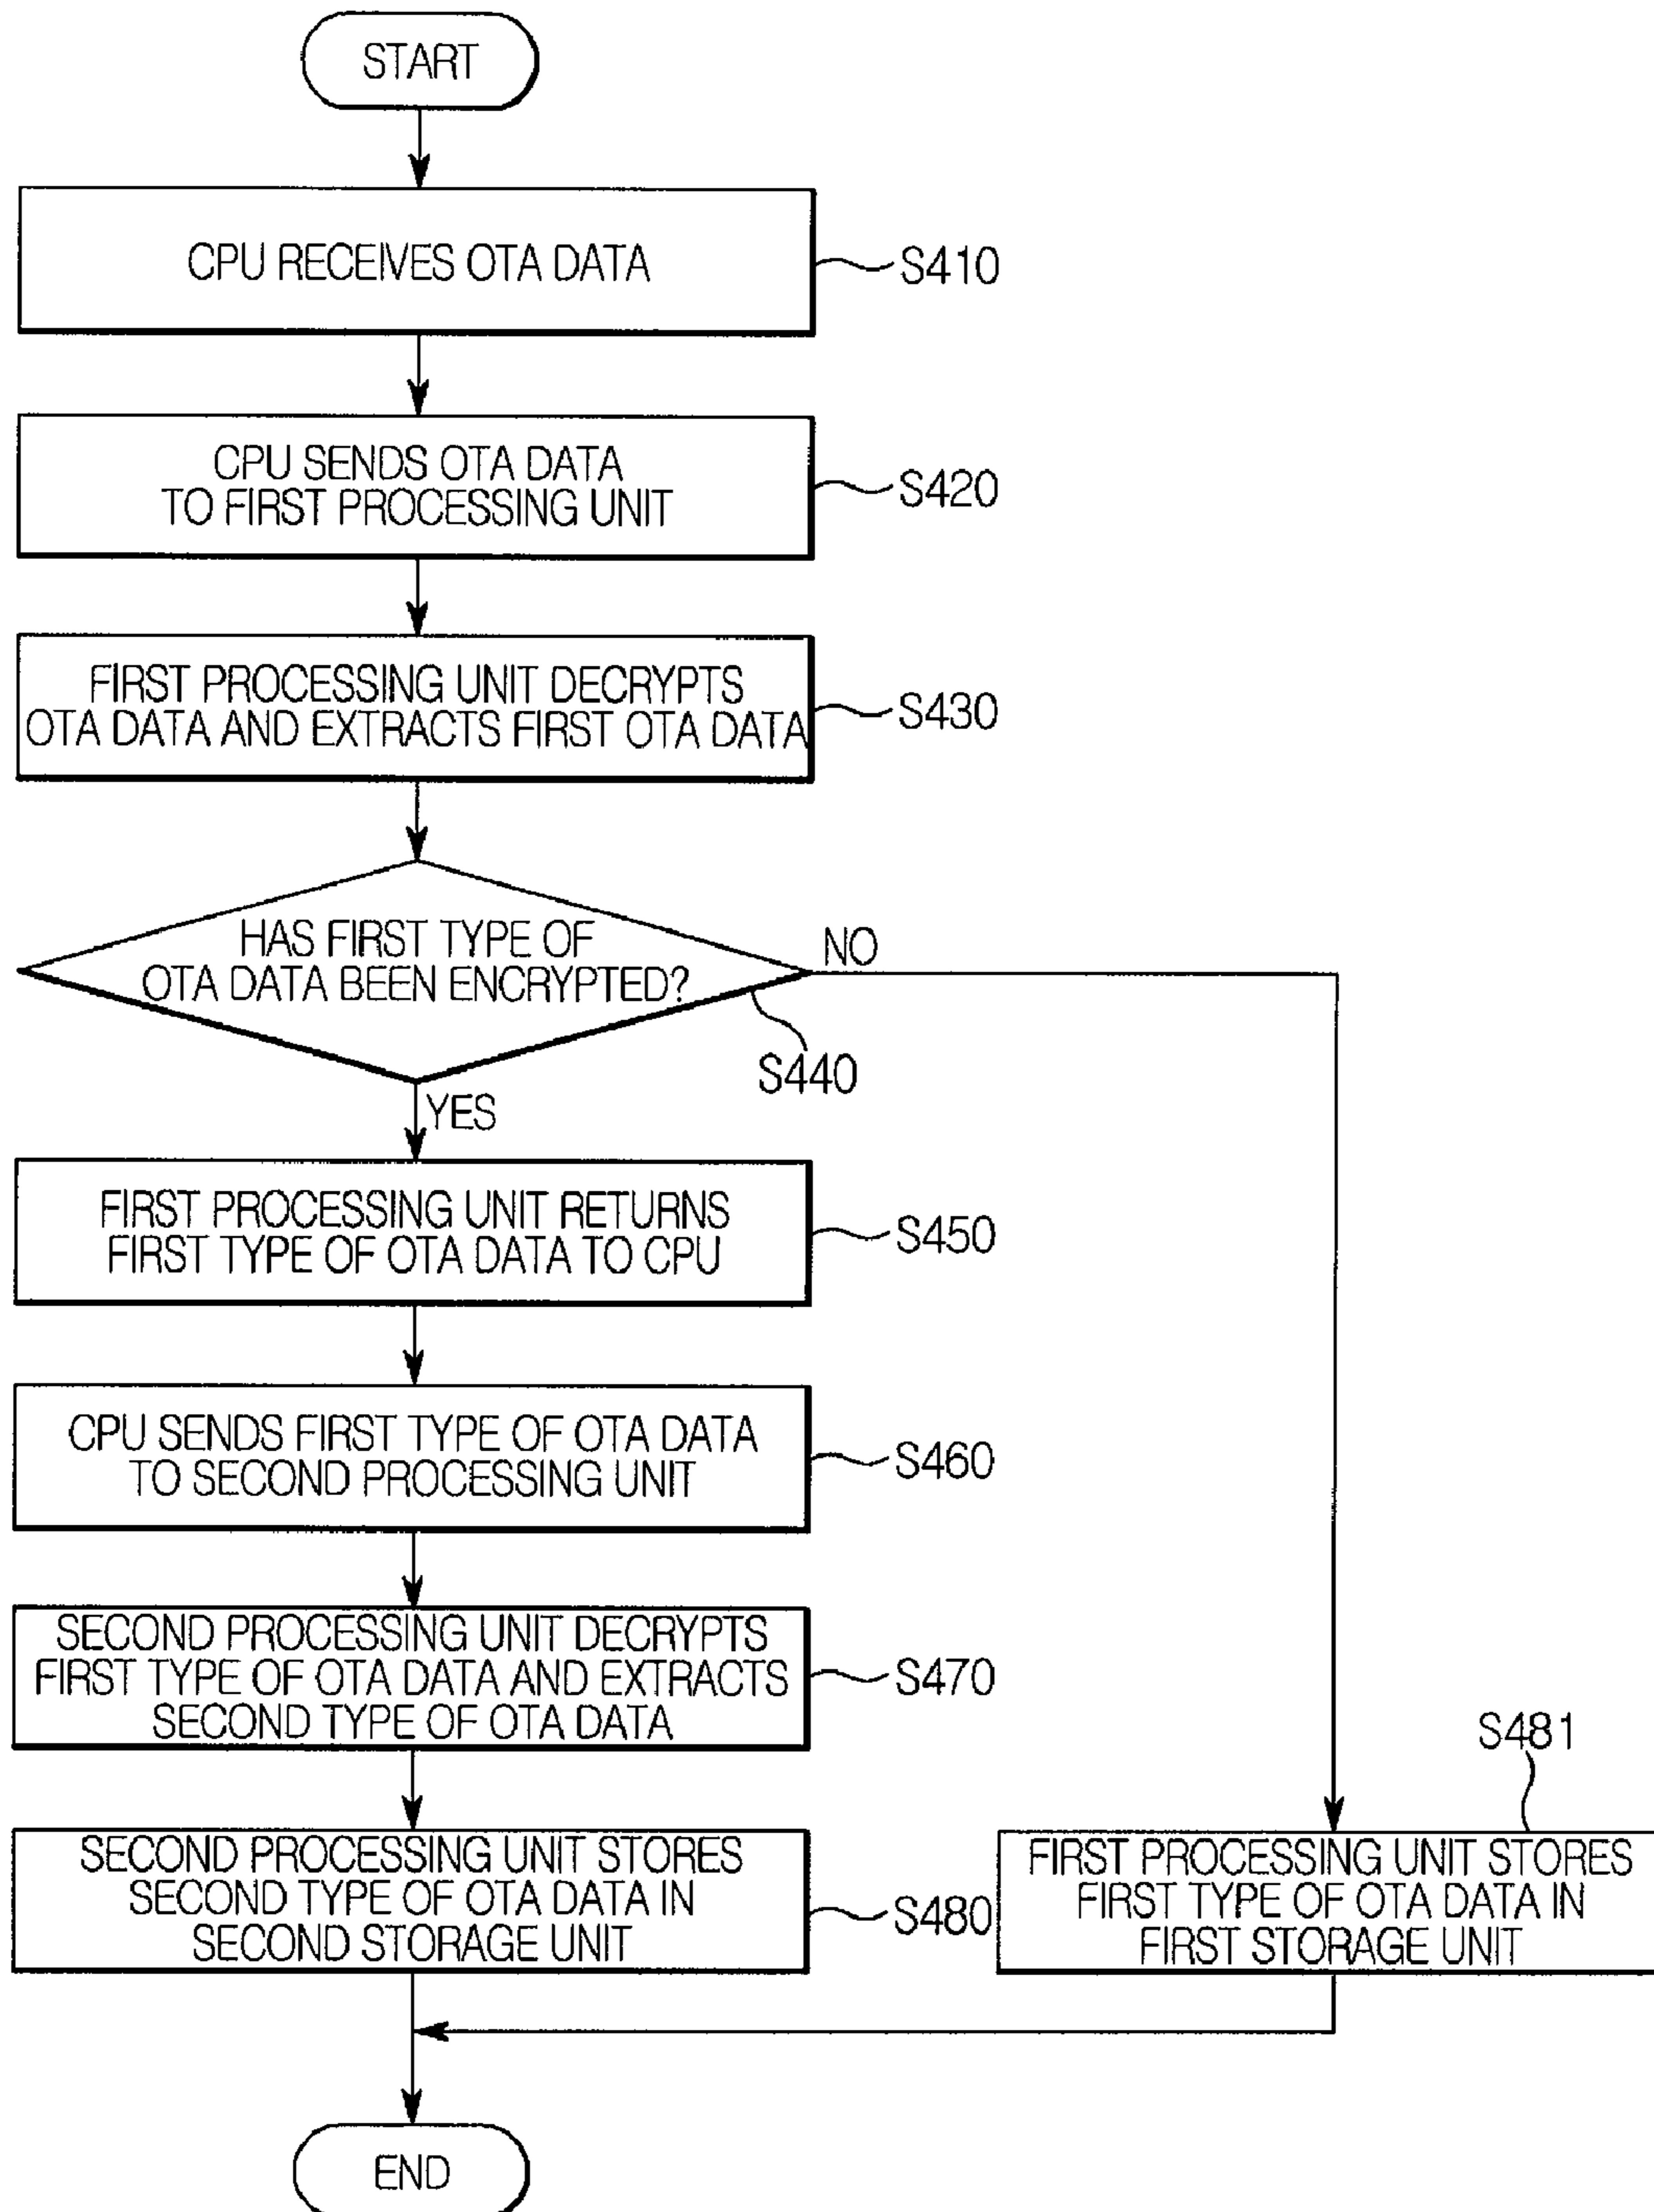 START
CPU RECEIVES OTA DATA
S410
CPU SENDS OTA DATA
TO FIRST PROCESSING UNIT
S420
FIRST PROCESSING UNIT DECRYPTS
OTA DATA AND EXTRACTS FIRST OTA DATA
S430
HAS FIRST TYPE OF
OTA DATA BEEN ENCRYPTED?
NO
S440
YES
FIRST PROCESSING UNIT RETURNS
FIRST TYPE OF OTA DATA TO CPU
S450
CPU SENDS FIRST TYPE OF OTA DATA
TO SECOND PROCESSING UNIT
S460
SECOND PROCESSING UNIT DECRYPTS
FIRST TYPE OF OTA DATA AND EXTRACTS
SECOND TYPE OF OTA DATA
S470
SECOND PROCESSING UNIT STORES
SECOND TYPE OF OTA DATA IN
SECOND STORAGE UNIT
S480
S481
FIRST PROCESSING UNIT STORES
FIRST TYPE OF OTA DATA IN
FIRST STORAGE UNIT
END